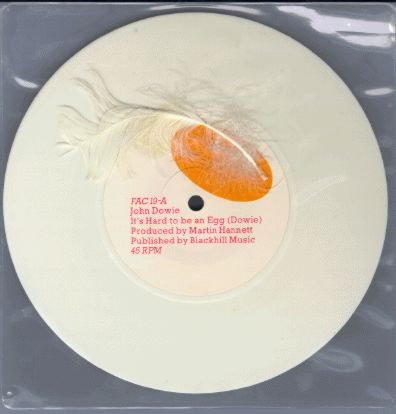 FAC 19-A
John Dowie
It's Hard to be an Egg (Dowie)
Produced by Martin Hannett
Published by Blackhill Music
45 RPM